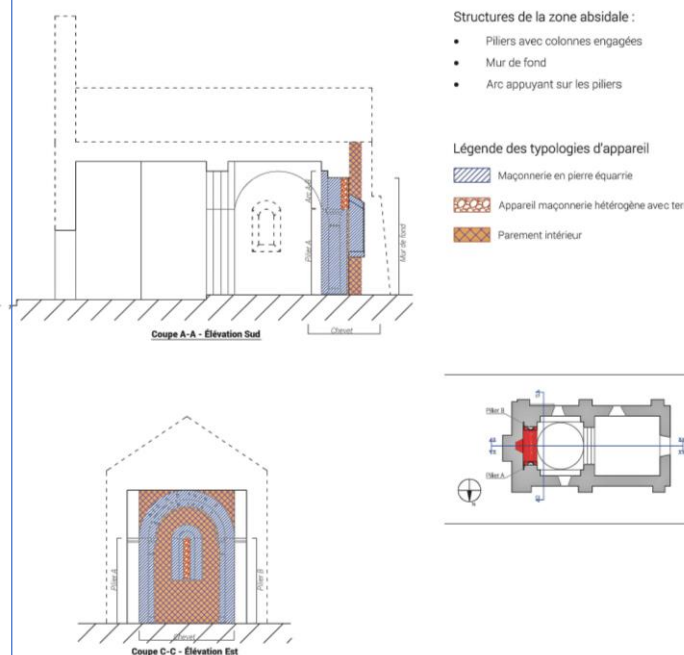 Structures de la zone absidale :
• Piliers avec colonnes engagées
• Mur de fond
• Arc appuyant sur les piliers
Légende des typologies d'appareil
Maçonnerie en pierre équarrie
Appareil maçonnerie hétérogène avec ter
Parement intérieur
Arc A-B
Pilier A
Mur de fond
Chevet
Coupe A-A - Élévation Sud
Pilier B
Pilier A
Pilier A
Pilier B
Chevet
Coupe C-C - Élévation Est